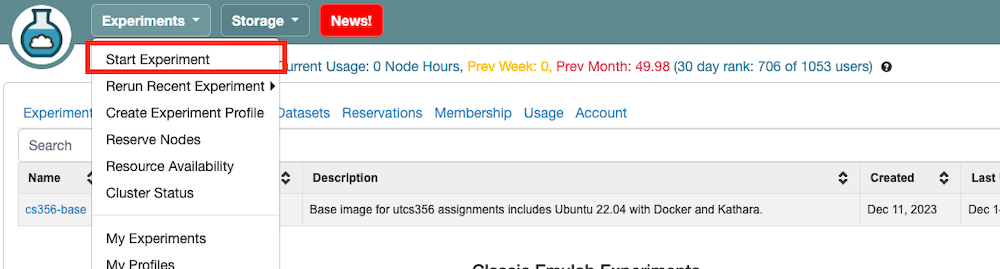 Experiments Storage News!
Start Experiment
Current Usage: 0 Node Hours, Prev Week: 0, Prev Month: 49.98 (30 day rank: 706 of 1053 users)
Rerun Recent Experiment
Experiment Datasets Reservations Membership Usage Account
Create Experiment Profile
Search
Reserve Nodes
Resource Availability
Name Description Created Last
Cluster Status
cs356-base Base image for utcs356 assignments includes Ubuntu 22.04 with Docker and Kathara. Dec 11, 2023 Dec 1
My Experiments
My Profiles
Classic Emulab Experiments